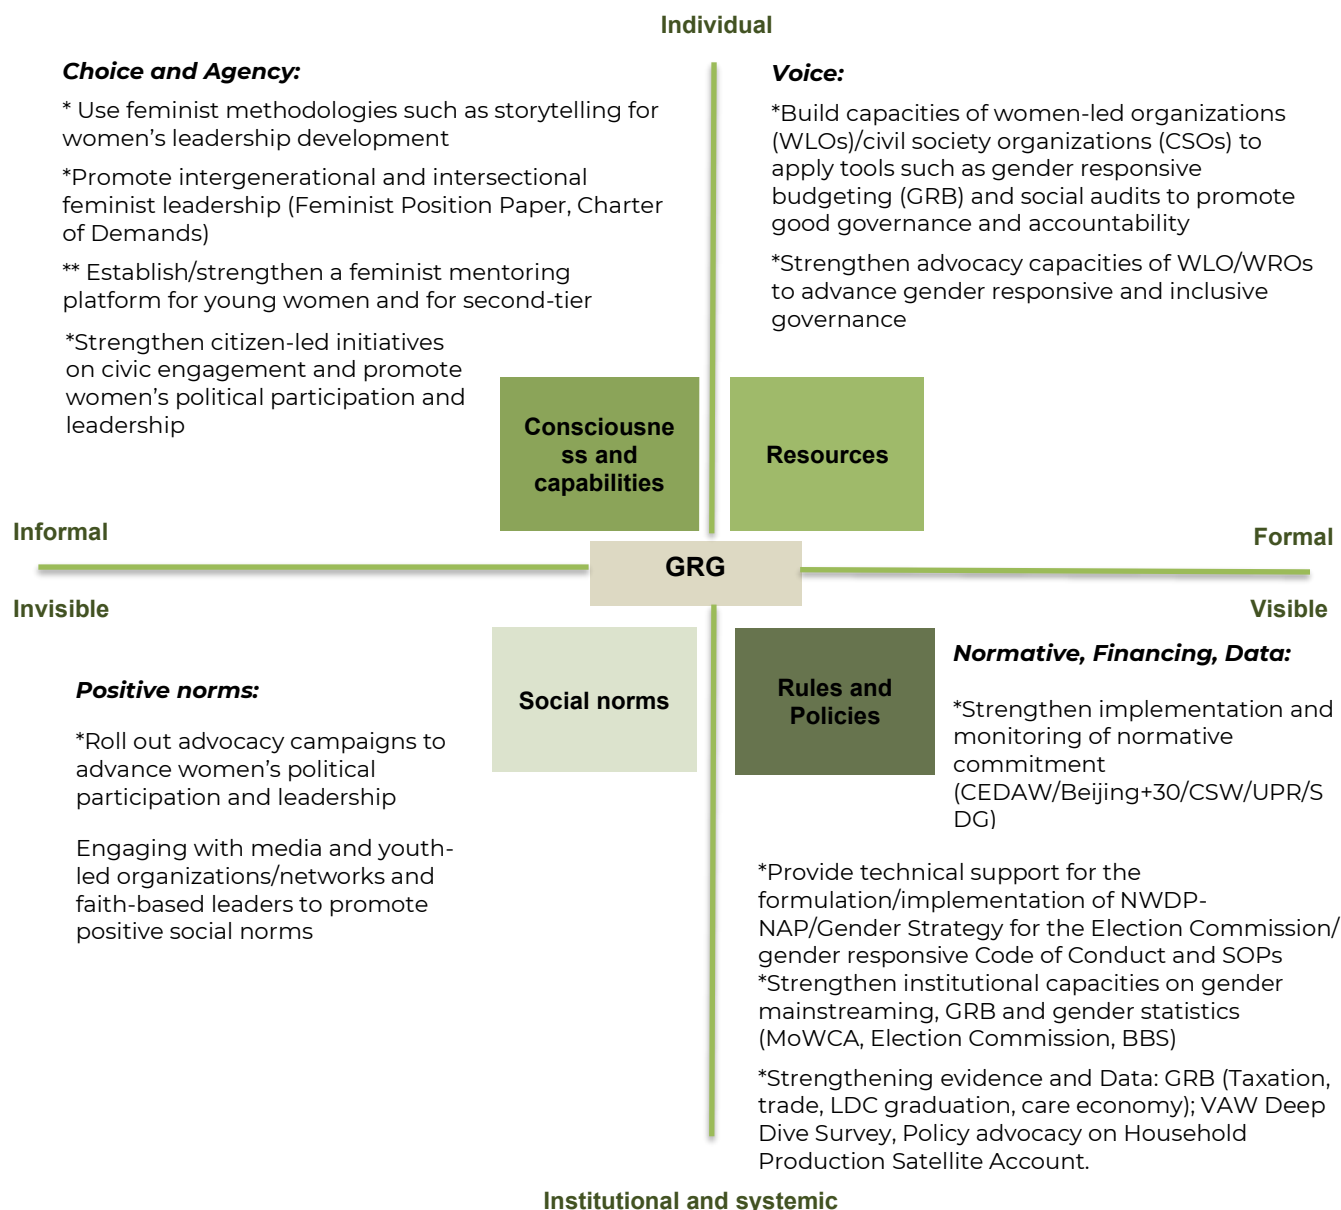 Individual
Choice and Agency:
* Use feminist methodologies such as storytelling for
women’s leadership development
*Promote intergenerational and intersectional
feminist leadership (Feminist Position Paper, Charter
of Demands)
** Establish/strengthen a feminist mentoring
platform for young women and for second-tier
*Strengthen citizen-led initiatives
on civic engagement and promote
women’s political participation and
leadership
Voice:
*Build capacities of women-led organizations
(WLOs)/civil society organizations (CSOs) to
apply tools such as gender responsive
budgeting (GRB) and social audits to promote
good governance and accountability
*Strengthen advocacy capacities of WLO/WROs
to advance gender responsive and inclusive
governance
Consciousne
ss and
capabilities
Resources
Informal
Formal
GRG
Invisible
Visible
Social norms
Rules and
Policies
Positive norms:
*Roll out advocacy campaigns to
advance women’s political
participation and leadership
Engaging with media and youth-
led organizations/networks and
faith-based leaders to promote
positive social norms
Normative, Financing, Data:
*Strengthen implementation and
monitoring of normative
commitment
(CEDAW/Beijing+30/CSW/UPR/S
DG)
*Provide technical support for the
formulation/implementation of NWDP-
NAP/Gender Strategy for the Election Commission/
gender responsive Code of Conduct and SOPs
*Strengthen institutional capacities on gender
mainstreaming, GRB and gender statistics
(MoWCA, Election Commission, BBS)
*Strengthening evidence and Data: GRB (Taxation,
trade, LDC graduation, care economy); VAW Deep
Dive Survey, Policy advocacy on Household
Production Satellite Account.
Institutional and systemic